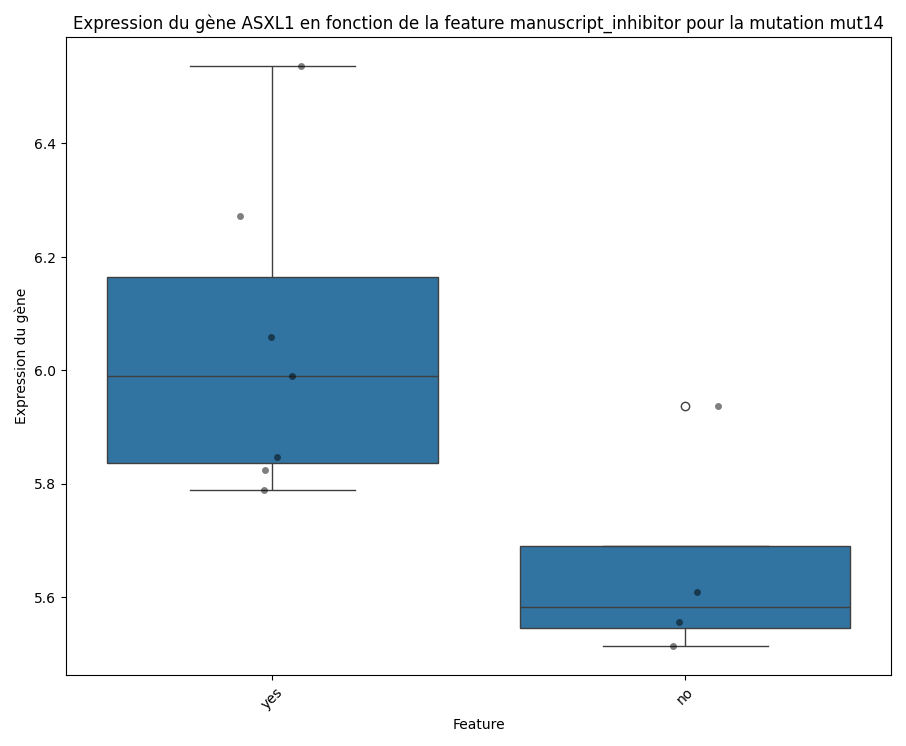 Expression du gène ASXL1 en fonction de la feature manuscript_inhibitor pour la mutation mut14
Expression du gène
6.4
6.2
6.0
5.8
5.6
yes
no
Feature